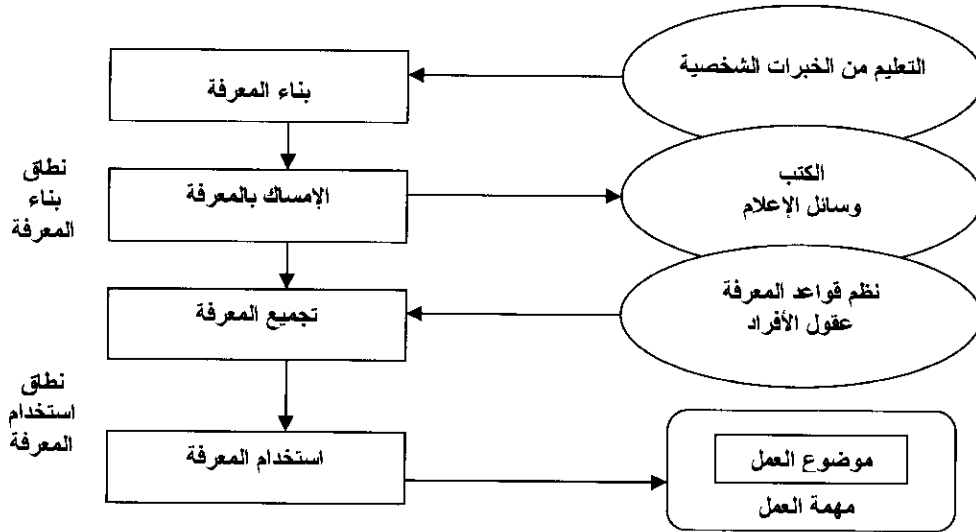 التعليم من الخبرات الشخصية
بناء المعرفة
نطاق
بناء
المعرفة
الإمساك بالمعرفة
الكتب
وسائل الإعلام
تجميع المعرفة
نظم قواعد المعرفة
عقول الأفراد
نطاق
استخدام
المعرفة
استخدام المعرفة
موضوع العمل
مهمة العمل